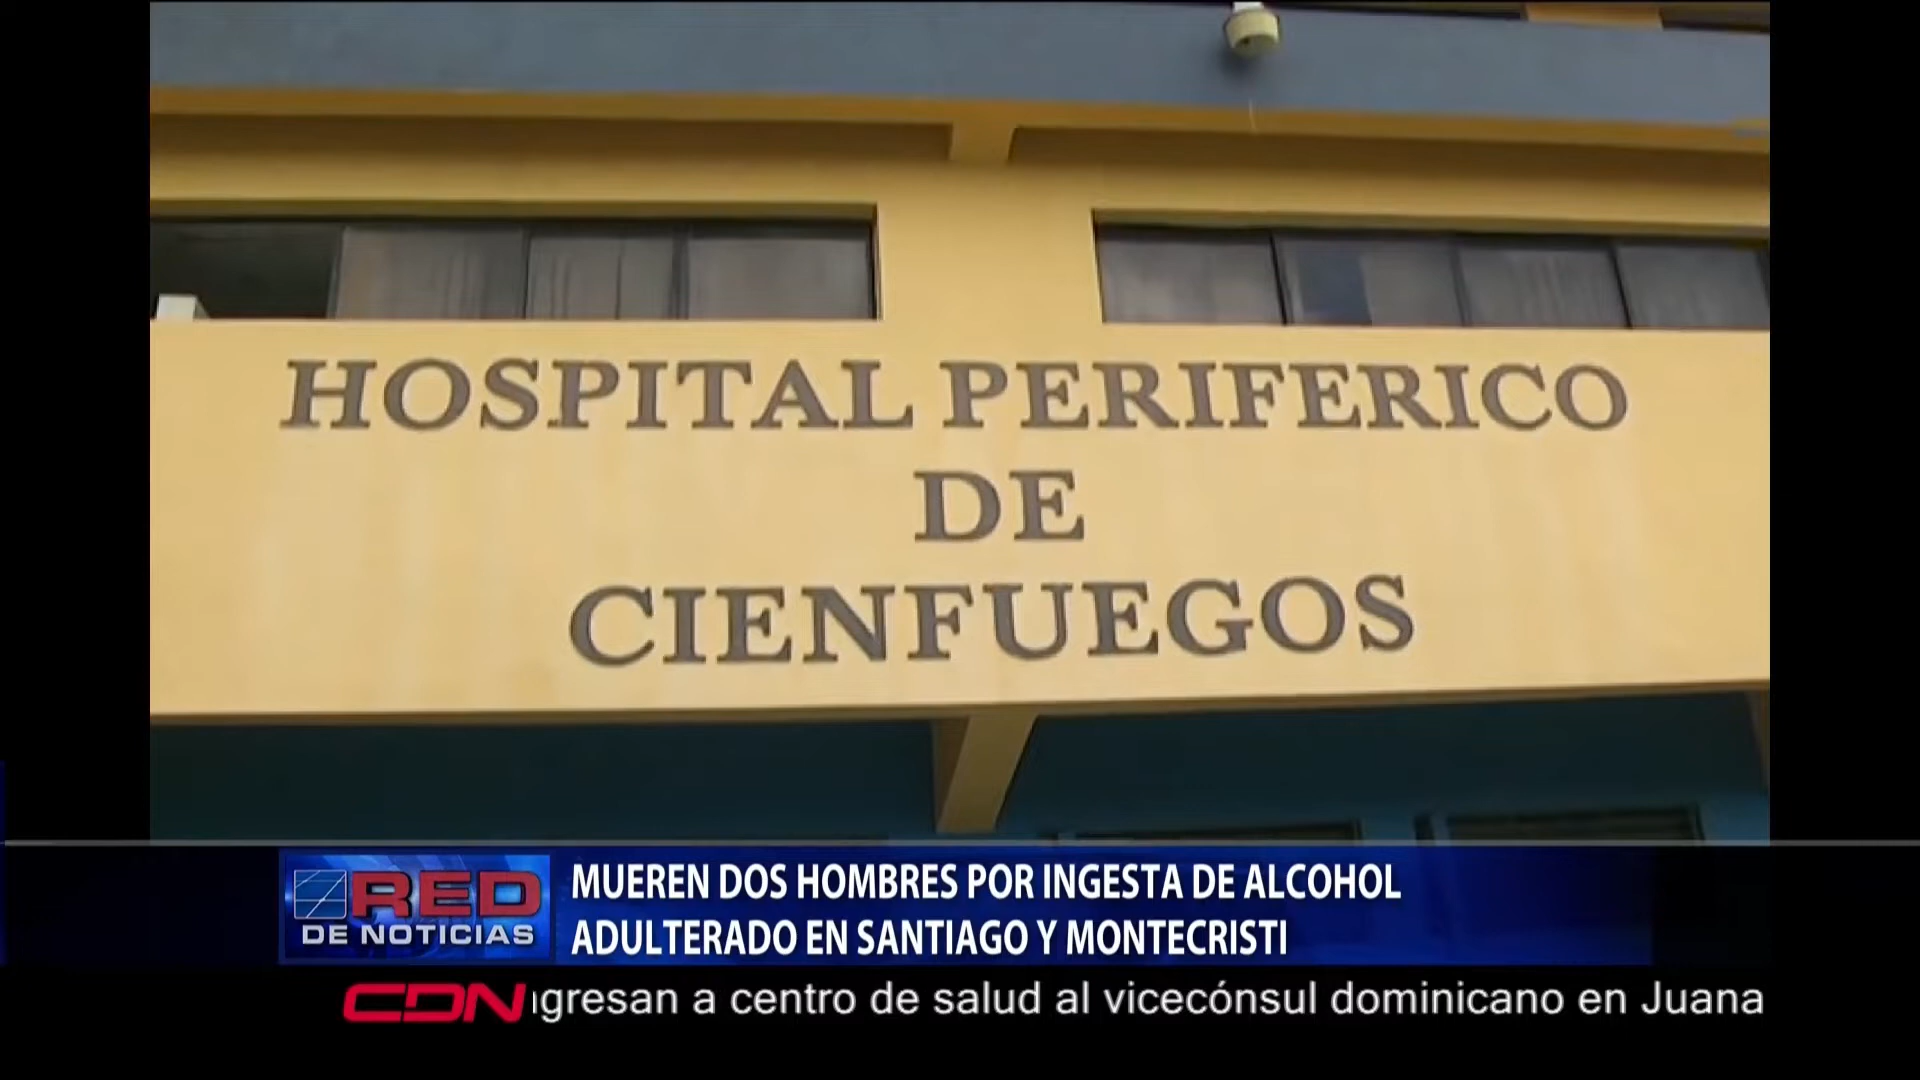 HOSPITAL PERIFERICO
DE
CIENFUEGOS
RED
DE NOTICIAS
MUEREN DOS HOMBRES POR INGESTA DE ALCOHOL
ADULTERADO EN SANTIAGO Y MONTECRISTI
CDN
gresan a centro de salud al vicecónsul dominicano en Juana